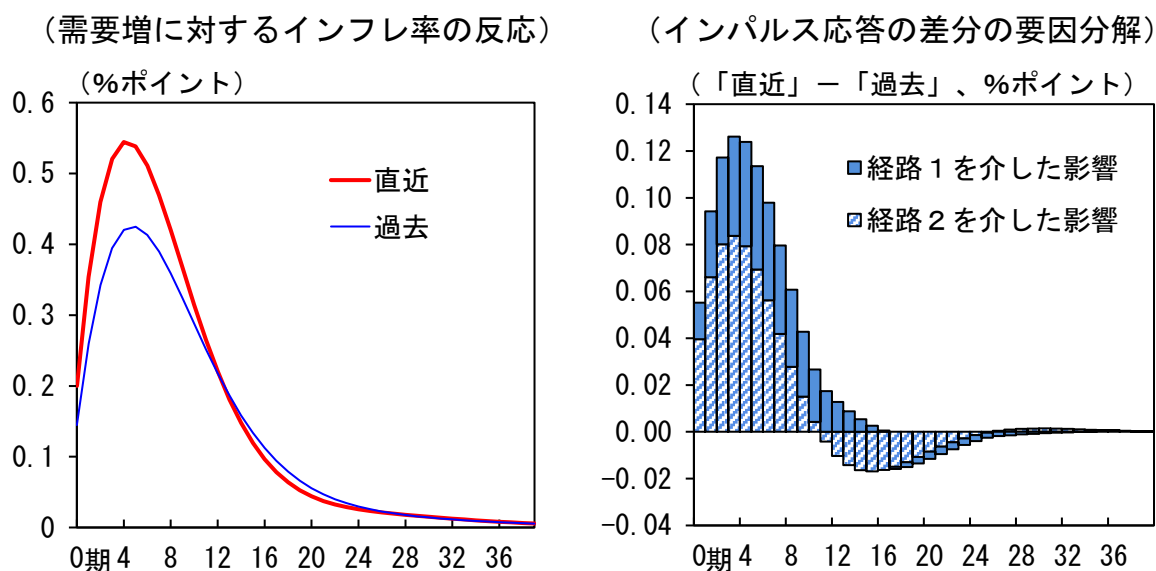 （需要増に対するインフレ率の反応）
（%ポイント）
0.6
0.5
0.4
0.3
0.2
0.1
0
直近
過去
0期 4 8 12 16 20 24 28 32 36
（インパルス応答の差分の要因分解）
（「直近」－「過去」、%ポイント）
0.14
0.12
0.10
0.08
0.06
0.04
0.02
0.00
-0.02
-0.04
経路１を介した影響
経路２を介した影響
0期 4 8 12 16 20 24 28 32 36